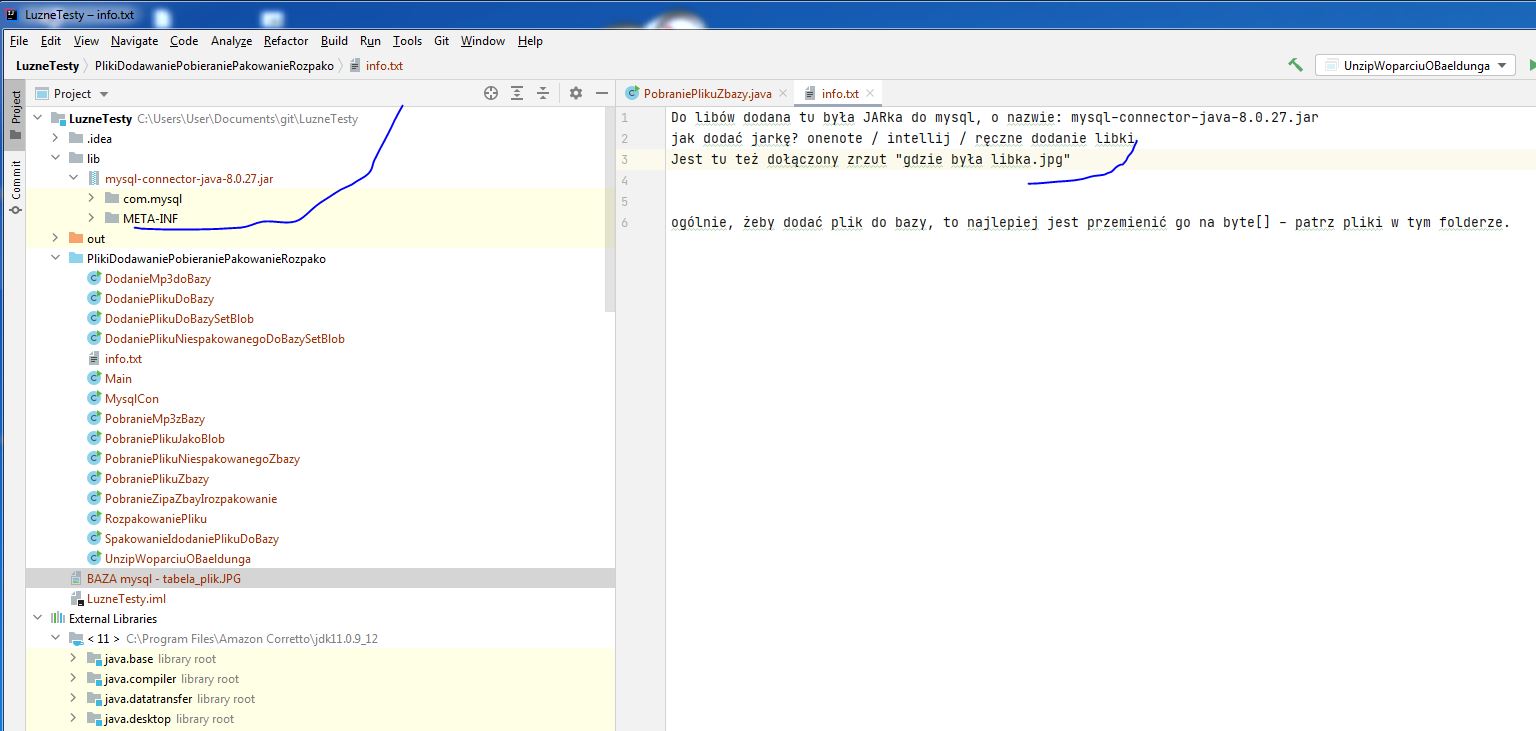 LuzneTesty – info.txt
File Edit View Navigate Code Analyze Refactor Build Run Tools Git Window Help
LuzneTesty PlikiDodawaniePobieraniePakowanieRozpako info.txt
UnzipWoparciuOBaeldunga
Project
Commit
Project
LuzneTesty C:\Users\User\Documents\git\LuzneTesty
.idea
lib
mysql-connector-java-8.0.27.jar
com.mysql
META-INF
out
PlikiDodawaniePobieraniePakowanieRozpako
DodanieMp3doBazy
DodaniePlikuDoBazy
DodaniePlikuDoBazySetBlob
DodaniePlikuNiespakowanegoDoBazySetBlob
info.txt
Main
MysqlCon
PobranieMp3zBazy
PobraniePlikuJakoBlob
PobraniePlikuNiespakowanegoZbazy
PobraniePlikuZbazy
PobranieZipaZbayIrozpakowanie
RozpakowaniePliku
SpakowanieIdodaniePlikuDoBazy
UnzipWoparciuOBaeldunga
BAZA mysql - tabela_plik.JPG
LuzneTesty.iml
External Libraries
< 11 > C:\Program Files\Amazon Corretto\jdk11.0.9_12
java.base library root
java.compiler library root
java.datatransfer library root
java.desktop library root
PobraniePlikuZbazy.java info.txt
1 Do libów dodana tu była JARka do mysql, o nazwie: mysql-connector-java-8.0.27.jar
2 jak dodać jarkę? onenote / intellij / ręczne dodanie libki
3 Jest tu też dołączony zrzut "gdzie była libka.jpg"
4
5
6 ogólnie, żeby dodać plik do bazy, to najlepiej jest przemienić go na byte[] - patrz pliki w tym folderze.